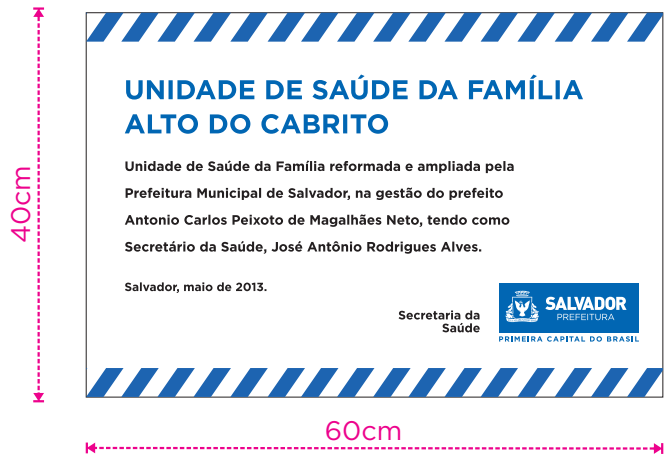 40cm
UNIDADE DE SAÚDE DA FAMÍLIA
ALTO DO CABRITO
Unidade de Saúde da Família reformada e ampliada pela
Prefeitura Municipal de Salvador, na gestão do prefeito
Antonio Carlos Peixoto de Magalhães Neto, tendo como
Secretário da Saúde, José Antônio Rodrigues Alves.
Salvador, maio de 2013.
Secretaria da
Saúde
SALVADOR
PREFEITURA
PRIMEIRA CAPITAL DO BRASIL
60cm